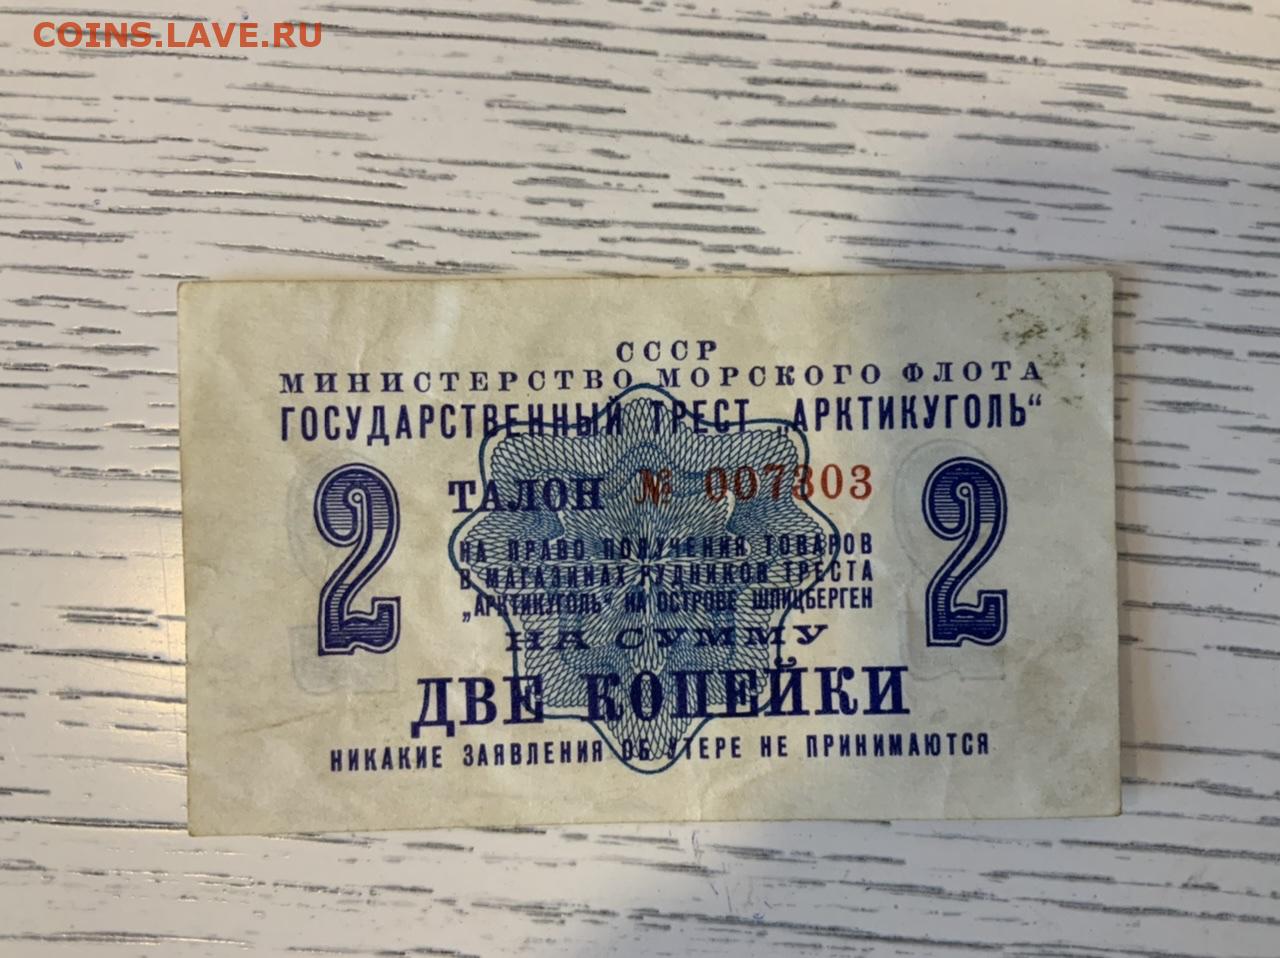 COINS.LAVE.RU
СССР
МИНИСТЕРСТВО МОРСКОГО ФЛОТА
ГОСУДАРСТВЕННЫЙ ТРЕСТ „АРКТИКУГОЛЬ“
2 ТАЛОН № 007303 2
НА ПРАВО ПОЛУЧЕНИЯ ТОВАРОВ
В МАГАЗИНАХ РУДНИКОВ ТРЕСТА
„АРКТИКУГОЛЬ“ НА ОСТРОВЕ ШПИЦБЕРГЕН
НА СУММУ
ДВЕ КОПЕЙКИ
НИКАКИЕ ЗАЯВЛЕНИЯ ОБ УТЕРЕ НЕ ПРИНИМАЮТСЯ